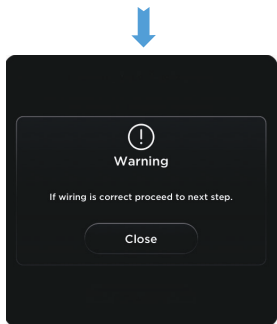 Warning
If wiring is correct proceed to next step.
Close